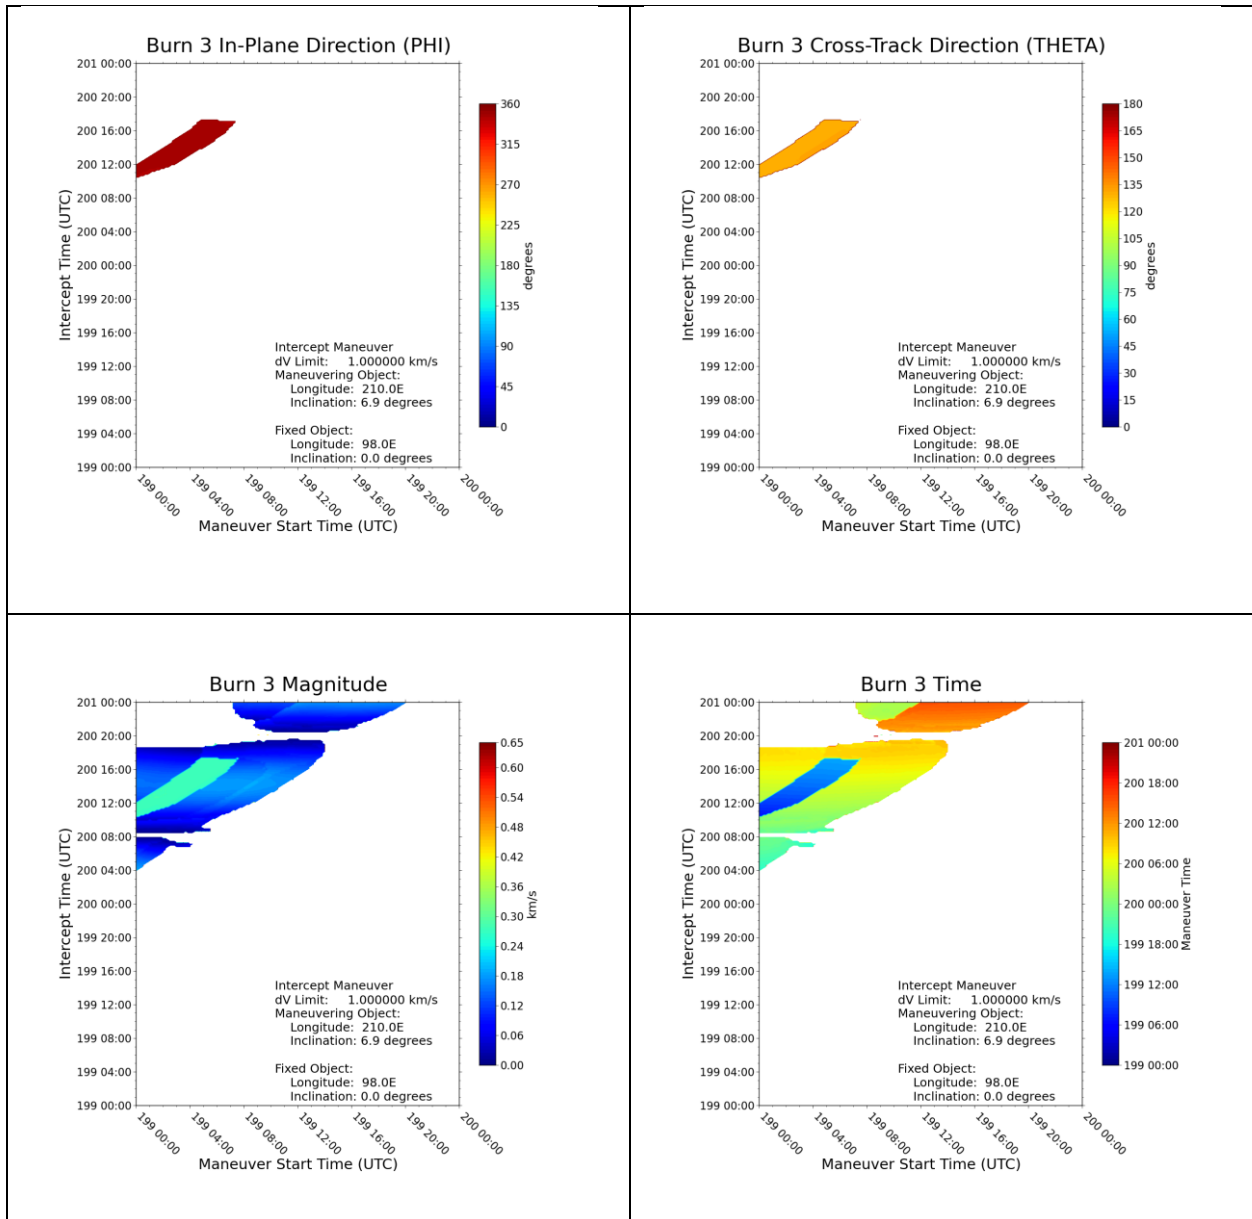 Burn 3 In-Plane Direction (PHI)
201 00:00
200 20:00
200 16:00
200 12:00
200 08:00
200 04:00
200 00:00
199 20:00
199 16:00
199 12:00
199 08:00
199 04:00
199 00:00
Intercept Time (UTC)
Intercept Maneuver
dV Limit: 1.000000 km/s
Maneuvering Object:
Longitude: 210.0E
Inclination: 6.9 degrees
Fixed Object:
Longitude: 98.0E
Inclination: 0.0 degrees
199 00:00
199 04:00
199 08:00
199 12:00
199 16:00
199 20:00
200 00:00
Maneuver Start Time (UTC)
360
315
270
225
180
135
90
45
0
degrees
Burn 3 Cross-Track Direction (THETA)
201 00:00
200 20:00
200 16:00
200 12:00
200 08:00
200 04:00
200 00:00
199 20:00
199 16:00
199 12:00
199 08:00
199 04:00
199 00:00
Intercept Time (UTC)
Intercept Maneuver
dV Limit: 1.000000 km/s
Maneuvering Object:
Longitude: 210.0E
Inclination: 6.9 degrees
Fixed Object:
Longitude: 98.0E
Inclination: 0.0 degrees
199 00:00
199 04:00
199 08:00
199 12:00
199 16:00
199 20:00
200 00:00
Maneuver Start Time (UTC)
180
165
150
135
120
105
90
75
60
45
30
15
0
degrees
Burn 3 Magnitude
201 00:00
200 20:00
200 16:00
200 12:00
200 08:00
200 04:00
200 00:00
199 20:00
199 16:00
199 12:00
199 08:00
199 04:00
199 00:00
Intercept Time (UTC)
Intercept Maneuver
dV Limit: 1.000000 km/s
Maneuvering Object:
Longitude: 210.0E
Inclination: 6.9 degrees
Fixed Object:
Longitude: 98.0E
Inclination: 0.0 degrees
199 00:00
199 04:00
199 08:00
199 12:00
199 16:00
199 20:00
200 00:00
Maneuver Start Time (UTC)
0.65
0.60
0.54
0.48
0.42
0.36
0.30
0.24
0.18
0.12
0.06
0.00
km/s
Burn 3 Time
201 00:00
200 20:00
200 16:00
200 12:00
200 08:00
200 04:00
200 00:00
199 20:00
199 16:00
199 12:00
199 08:00
199 04:00
199 00:00
Intercept Time (UTC)
Intercept Maneuver
dV Limit: 1.000000 km/s
Maneuvering Object:
Longitude: 210.0E
Inclination: 6.9 degrees
Fixed Object:
Longitude: 98.0E
Inclination: 0.0 degrees
199 00:00
199 04:00
199 08:00
199 12:00
199 16:00
199 20:00
200 00:00
Maneuver Start Time (UTC)
201 00:00
200 18:00
200 12:00
200 06:00
200 00:00
199 18:00
199 12:00
199 06:00
199 00:00
Maneuver Time